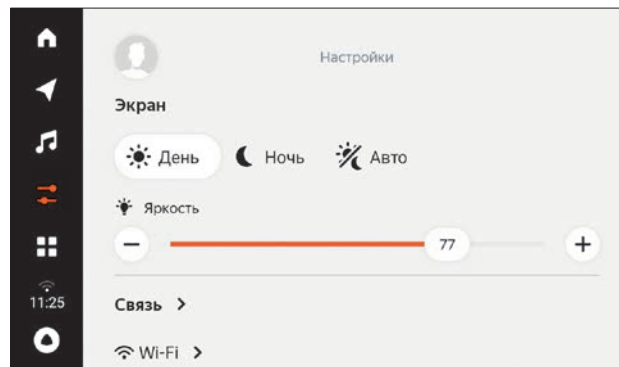 Настройки
Экран
День Ночь Авто
Яркость
77
11:25
Связь
Wi-Fi